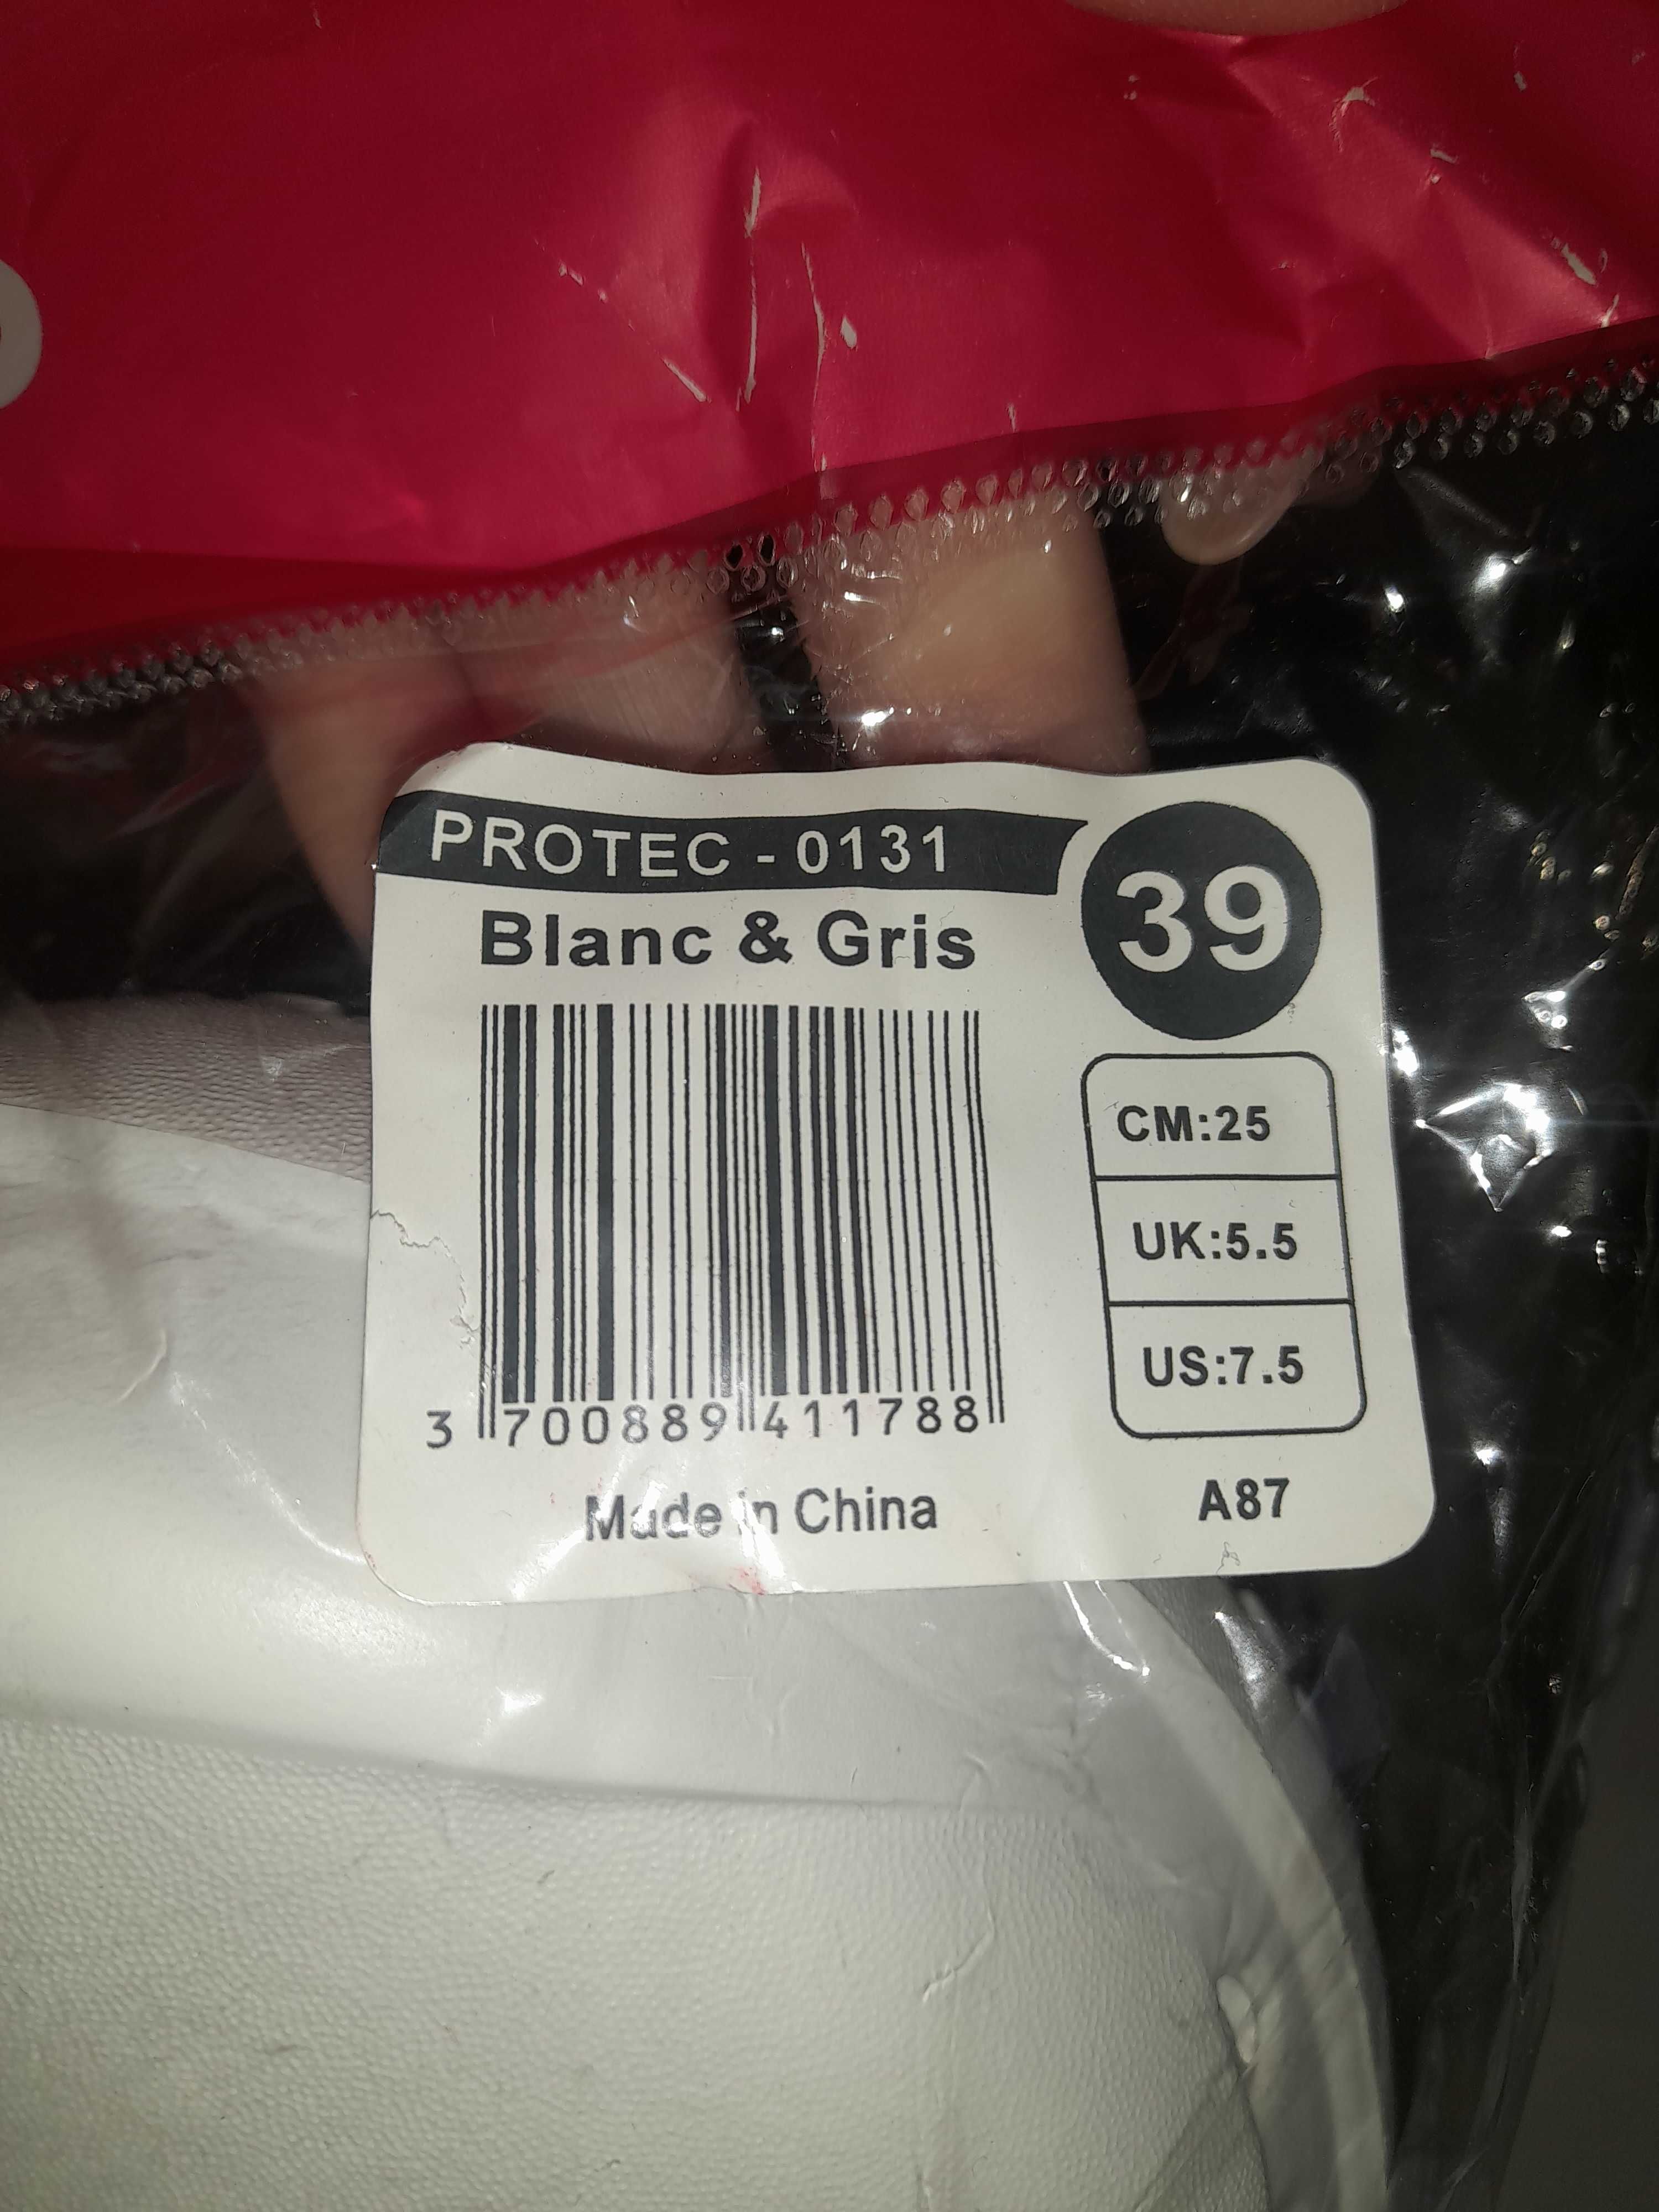 PROTEC - 0131
39
Blanc & Gris
CM:25
UK:5.5
US:7.5
3 700889 411788
Made in China
A87